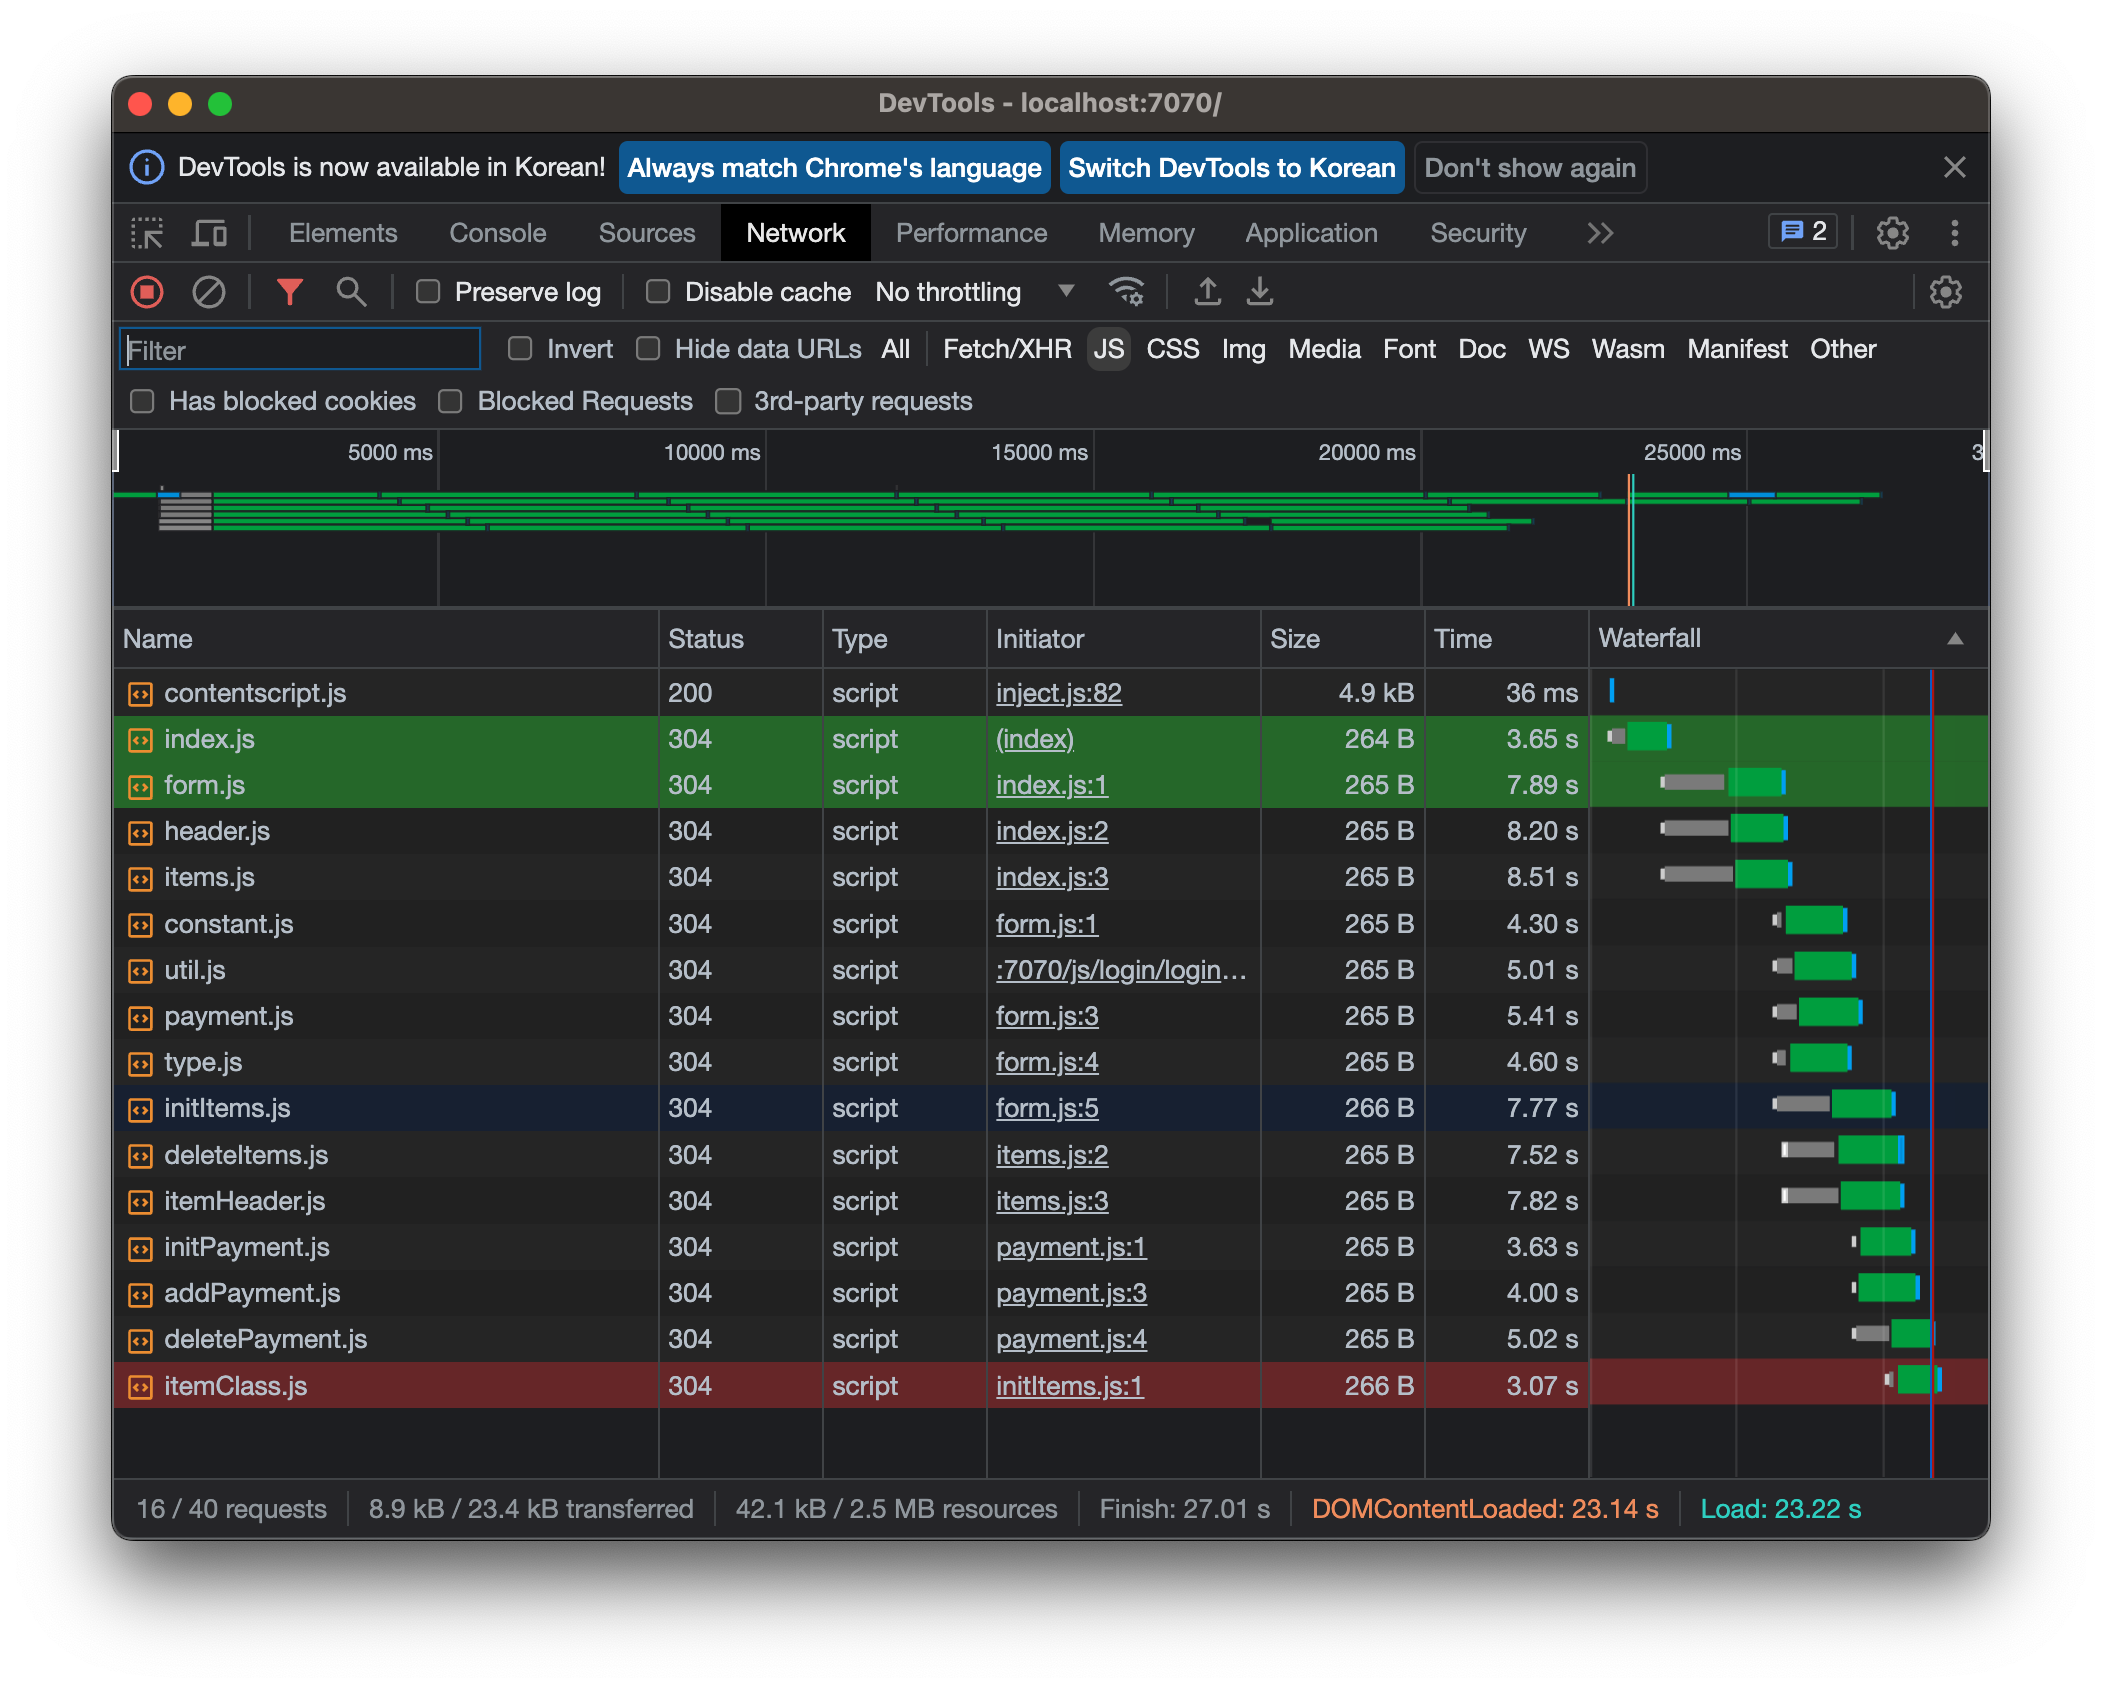 DevTools - localhost:7070/
DevTools is now available in Korean! Always match Chrome's language Switch DevTools to Korean Don't show again
Elements Console Sources Network Performance Memory Application Security 2
Preserve log Disable cache No throttling
Filter Invert Hide data URLs All Fetch/XHR JS CSS Img Media Font Doc WS Wasm Manifest Other
Has blocked cookies Blocked Requests 3rd-party requests
5000 ms 10000 ms 15000 ms 20000 ms 25000 ms 3
Name Status Type Initiator Size Time Waterfall
contentscript.js 200 script inject.js:82 4.9 kB 36 ms
index.js 304 script (index) 264 B 3.65 s
form.js 304 script index.js:1 265 B 7.89 s
header.js 304 script index.js:2 265 B 8.20 s
items.js 304 script index.js:3 265 B 8.51 s
constant.js 304 script form.js:1 265 B 4.30 s
util.js 304 script :7070/js/login/login... 265 B 5.01 s
payment.js 304 script form.js:3 265 B 5.41 s
type.js 304 script form.js:4 265 B 4.60 s
initItems.js 304 script form.js:5 266 B 7.77 s
deleteItems.js 304 script items.js:2 265 B 7.52 s
itemHeader.js 304 script items.js:3 265 B 7.82 s
initPayment.js 304 script payment.js:1 265 B 3.63 s
addPayment.js 304 script payment.js:3 265 B 4.00 s
deletePayment.js 304 script payment.js:4 265 B 5.02 s
itemClass.js 304 script initItems.js:1 266 B 3.07 s
16 / 40 requests 8.9 kB / 23.4 kB transferred 42.1 kB / 2.5 MB resources Finish: 27.01 s DOMContentLoaded: 23.14 s Load: 23.22 s